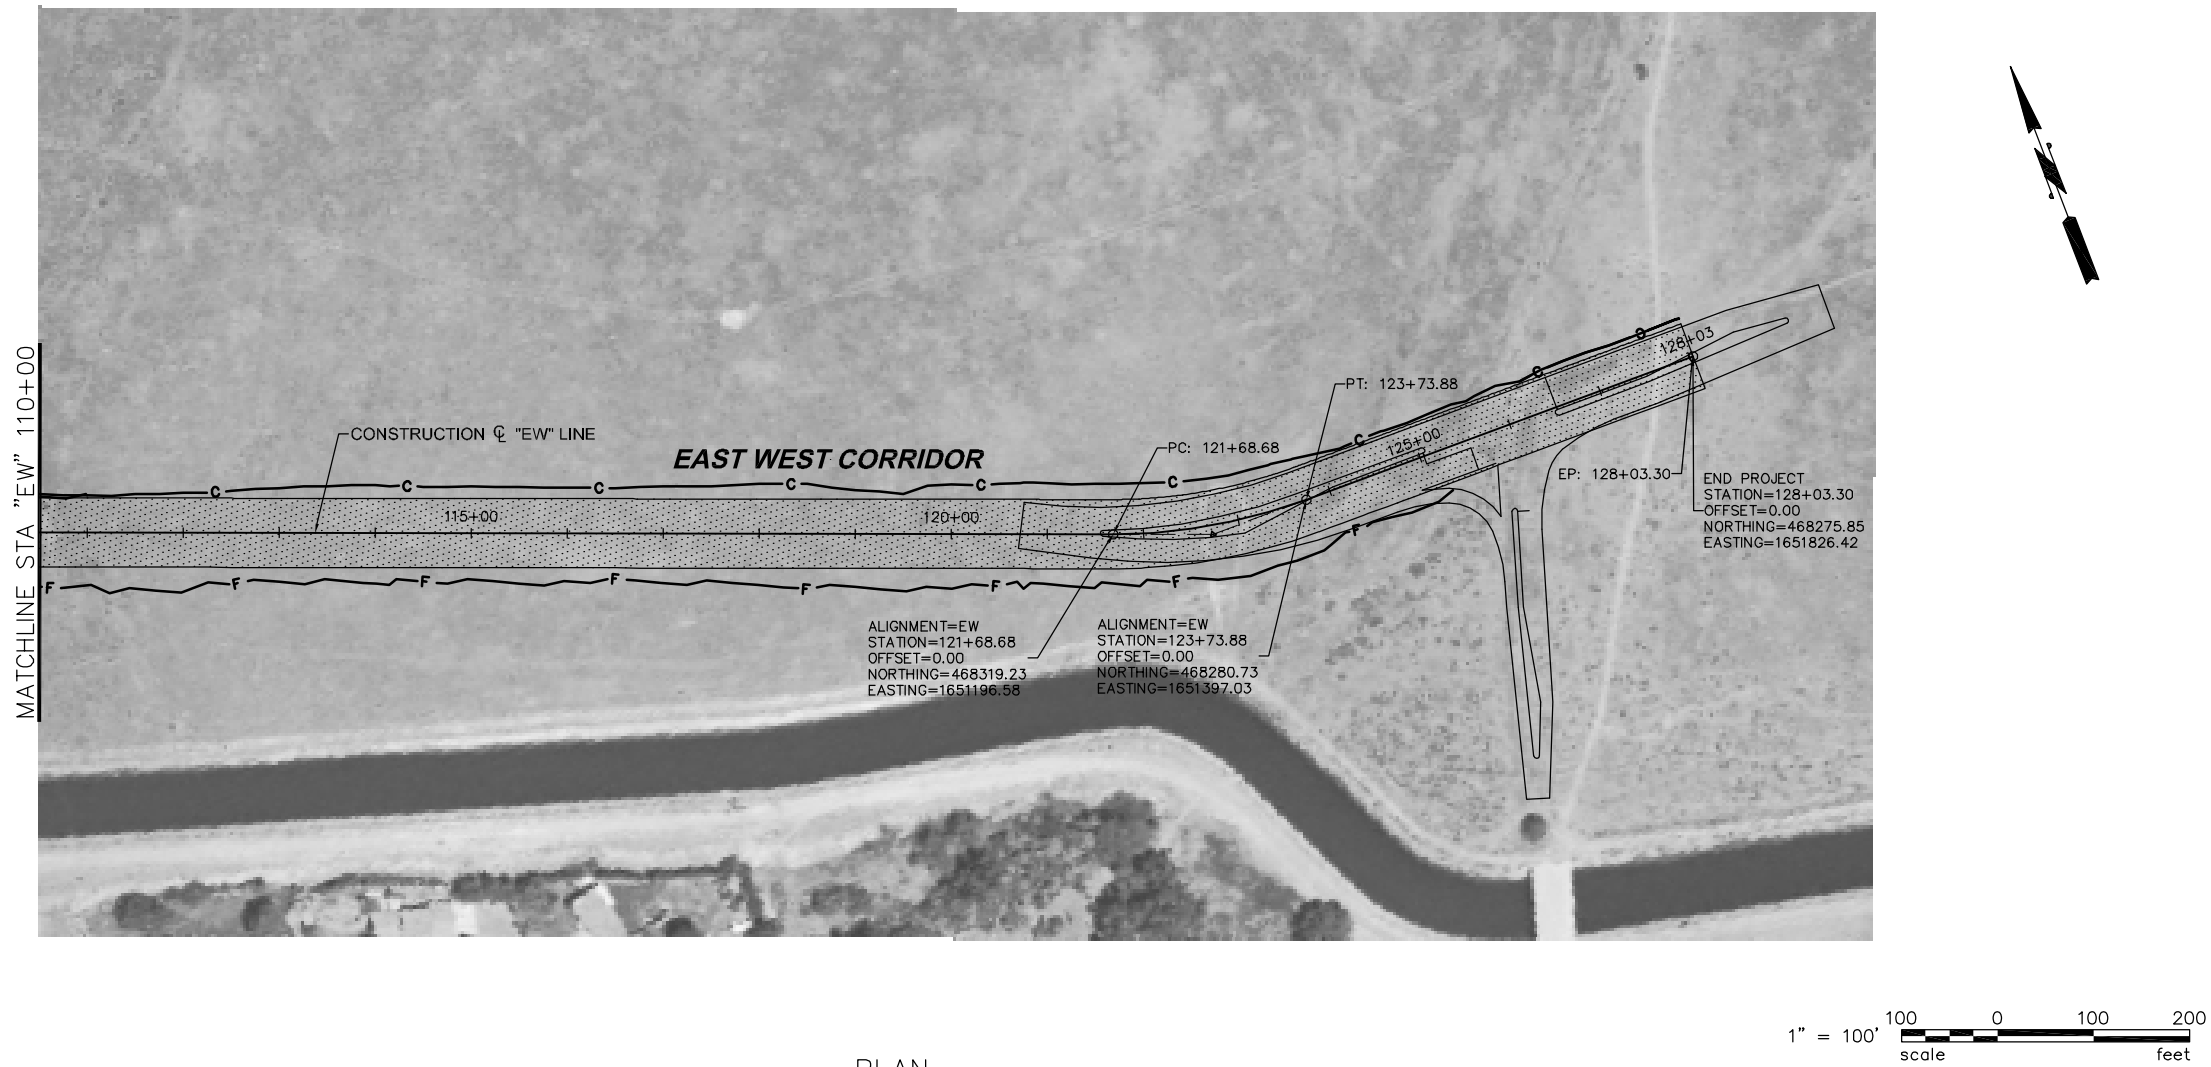 MATCHLINE STA "EW" 110+00
CONSTRUCTION ℄ "EW" LINE
EAST WEST CORRIDOR
PC: 121+68.68
PT: 123+73.88
EP: 128+03.30
END PROJECT
STATION=128+03.30
OFFSET=0.00
NORTHING=468275.85
EASTING=1651826.42
128+03
125+00
115+00
120+00
C
C
C
C
C
C
C
C
F
F
F
F
F
F
F
F
ALIGNMENT=EW
STATION=121+68.68
OFFSET=0.00
NORTHING=468319.23
EASTING=1651196.58
ALIGNMENT=EW
STATION=123+73.88
OFFSET=0.00
NORTHING=468280.73
EASTING=1651397.03
1" = 100'
100 0 100 200
scale feet
PLAN